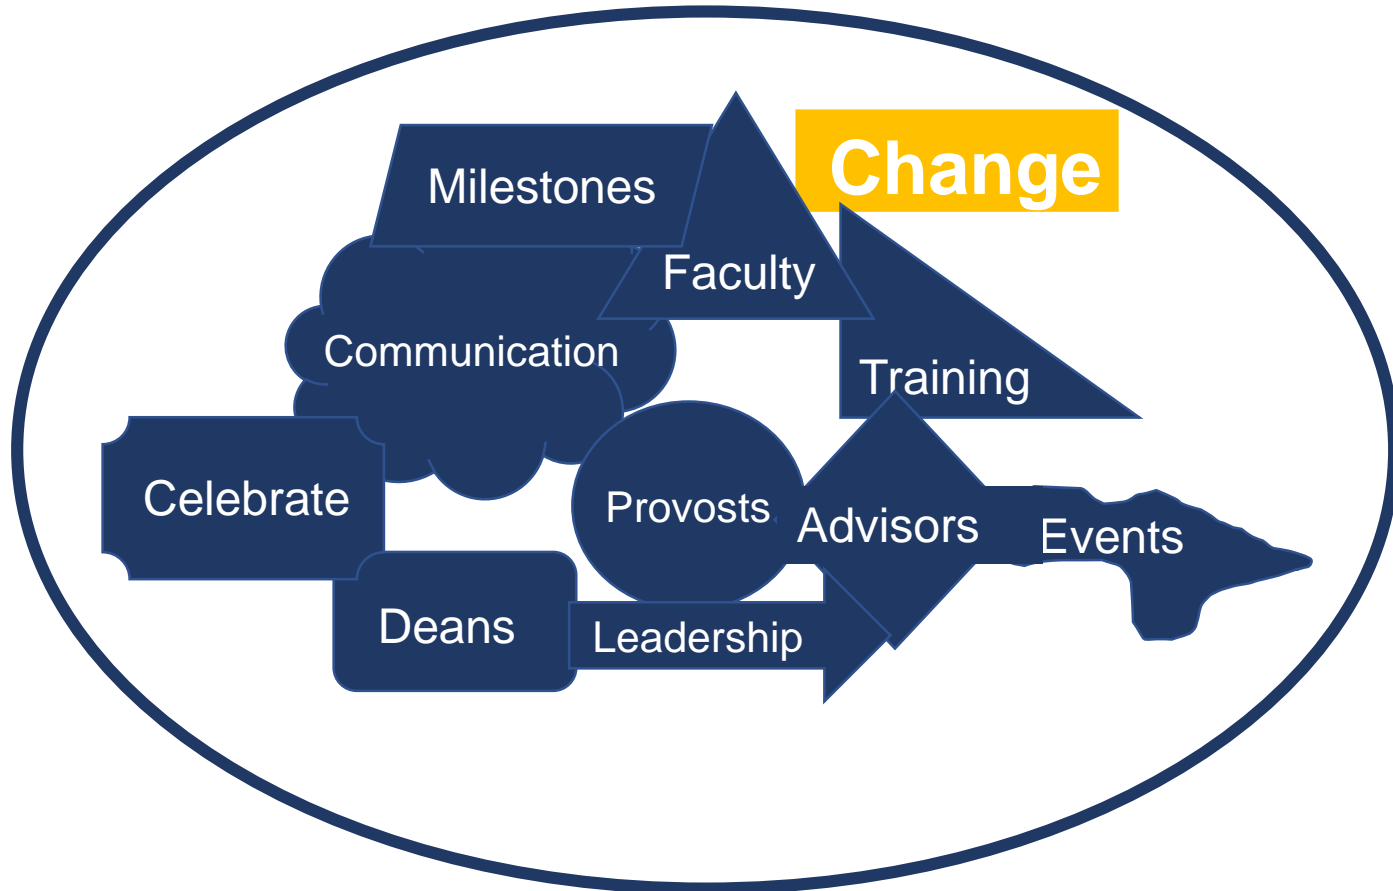 Change
Milestones
Faculty
Communication
Training
Celebrate
Provosts
Advisors
Events
Deans
Leadership